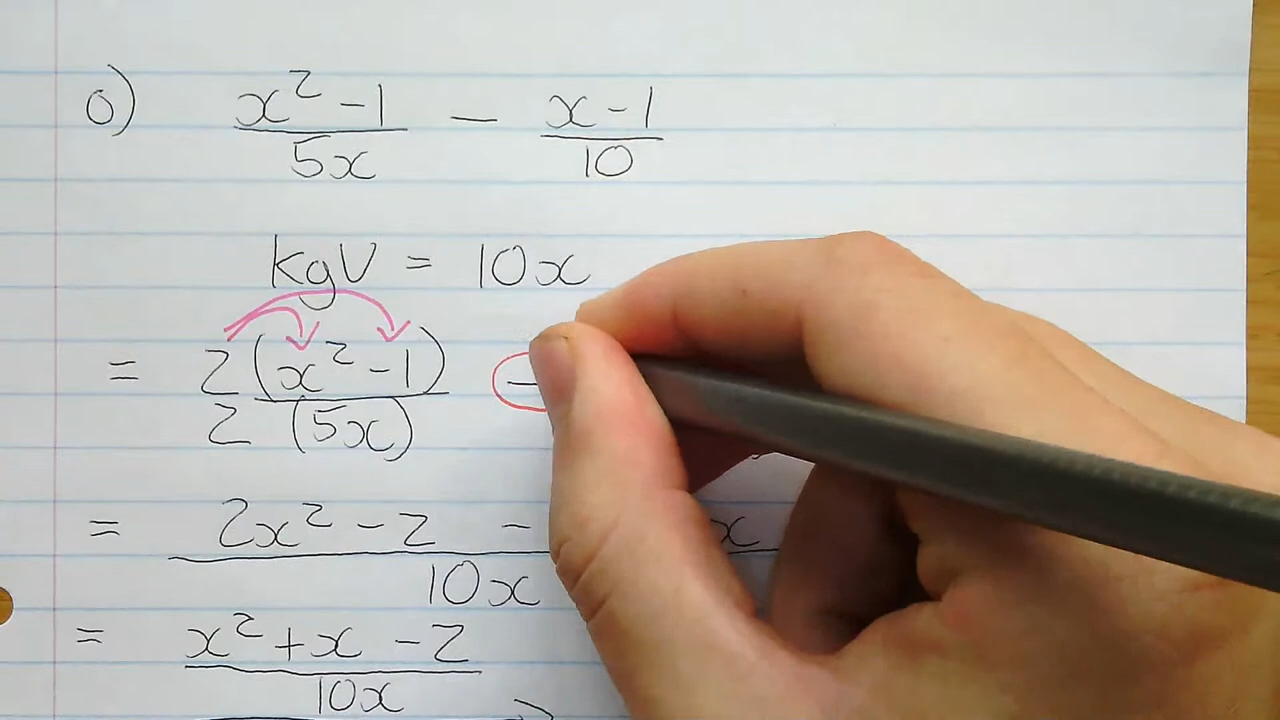 o) x² - 1 / 5x - x - 1 / 10
kgV = 10x
= 2(x² - 1) / 2(5x) -
= 2x² - 2 - x / 10x
= x² + x - 2 / 10x